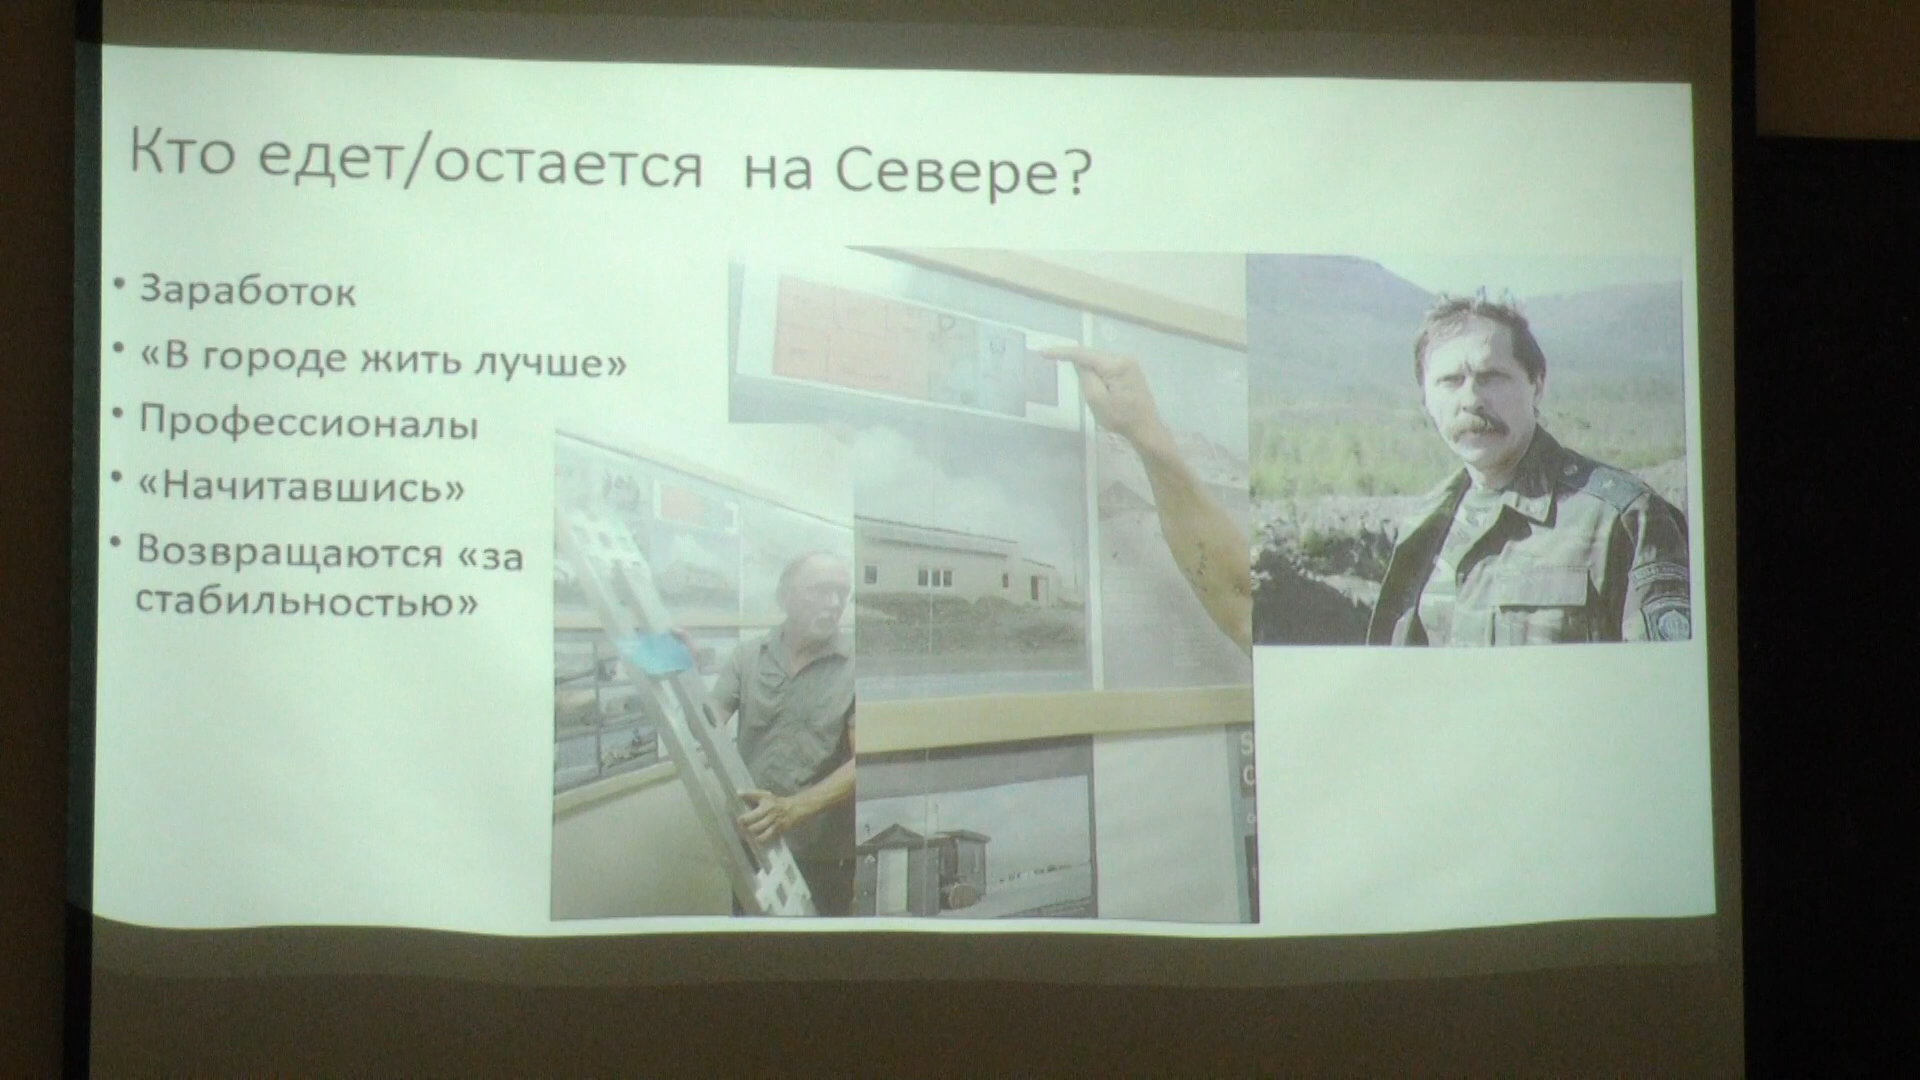 Кто едет/остается на Севере?
• Заработок
• «В городе жить лучше»
• Профессионалы
• «Начитавшись»
• Возвращаются «за
стабильностью»